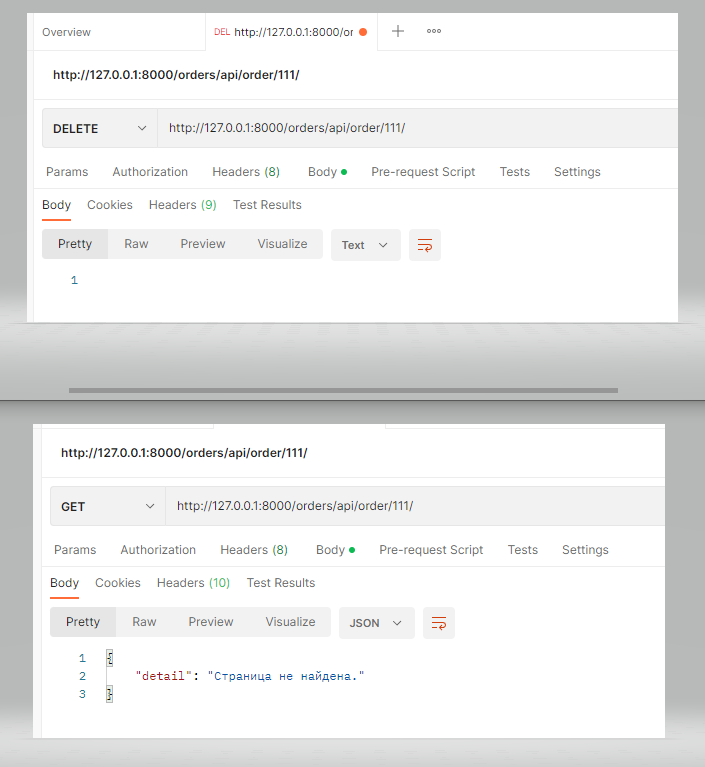 Overview DEL http://127.0.0.1:8000/or
http://127.0.0.1:8000/orders/api/order/111/
DELETE http://127.0.0.1:8000/orders/api/order/111/
Params Authorization Headers (8) Body Pre-request Script Tests Settings
Body Cookies Headers (9) Test Results
Pretty Raw Preview Visualize Text
1
http://127.0.0.1:8000/orders/api/order/111/
GET http://127.0.0.1:8000/orders/api/order/111/
Params Authorization Headers (8) Body Pre-request Script Tests Settings
Body Cookies Headers (10) Test Results
Pretty Raw Preview Visualize JSON
1 {
2 "detail": "Страница не найдена."
3 }